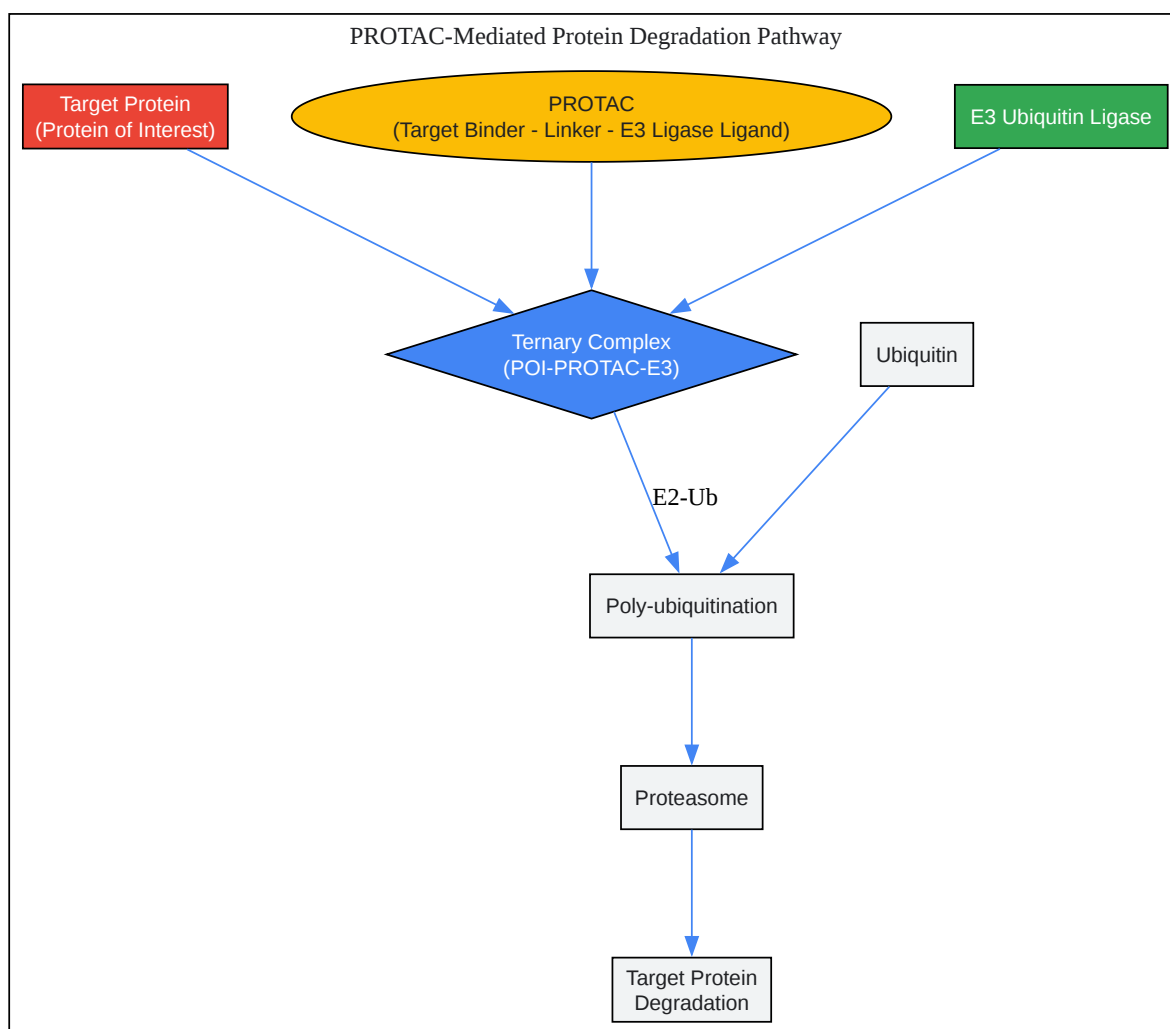 PROTAC-Mediated Protein Degradation Pathway
Target Protein
(Protein of Interest)
PROTAC
(Target Binder - Linker - E3 Ligase Ligand)
E3 Ubiquitin Ligase
Ternary Complex
(POI-PROTAC-E3)
Ubiquitin
E2-Ub
Poly-ubiquitination
Proteasome
Target Protein
Degradation